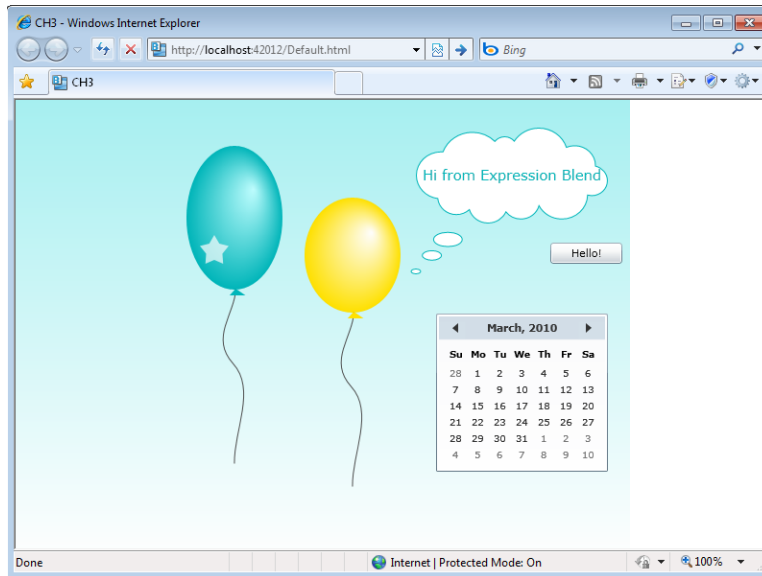 CH3 - Windows Internet Explorer
http://localhost:42012/Default.html
Bing
CH3
Hi from Expression Blend
Hello!
March, 2010
Su Mo Tu We Th Fr Sa
28 1 2 3 4 5 6
7 8 9 10 11 12 13
14 15 16 17 18 19 20
21 22 23 24 25 26 27
28 29 30 31 1 2 3
4 5 6 7 8 9 10
Done
Internet | Protected Mode: On
100%